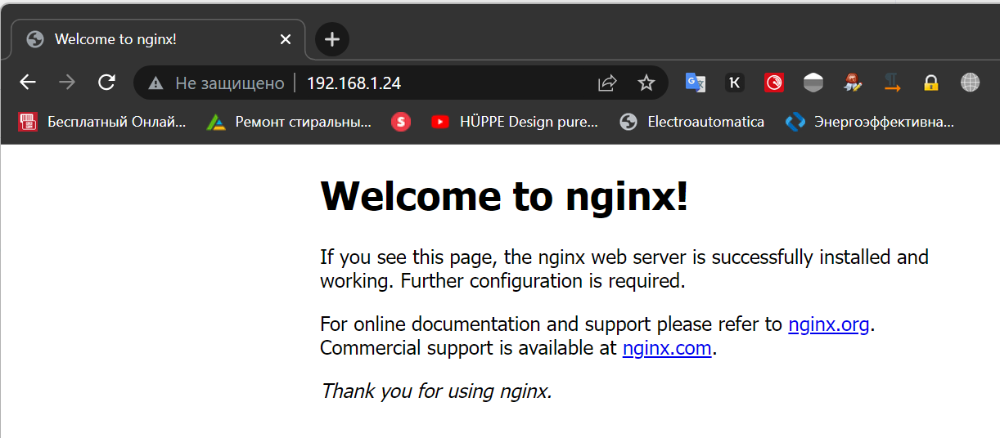 Welcome to nginx!
Не защищено 192.168.1.24
Бесплатный Онлай... Ремонт стиральны... S HÜPPE Design pure... Electroautomatica Энергоэффективна...
Welcome to nginx!
If you see this page, the nginx web server is successfully installed and
working. Further configuration is required.
For online documentation and support please refer to nginx.org.
Commercial support is available at nginx.com.
Thank you for using nginx.